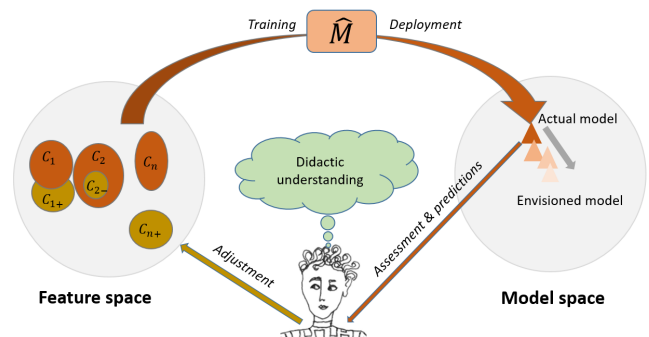 Training
M̂
Deployment
Actual model
C₁
C₂
Cₙ
C₁₊
C₂₋
Cₙ₊
Didactic
understanding
Assessment & predictions
Envisioned model
Adjustment
Feature space
Model space